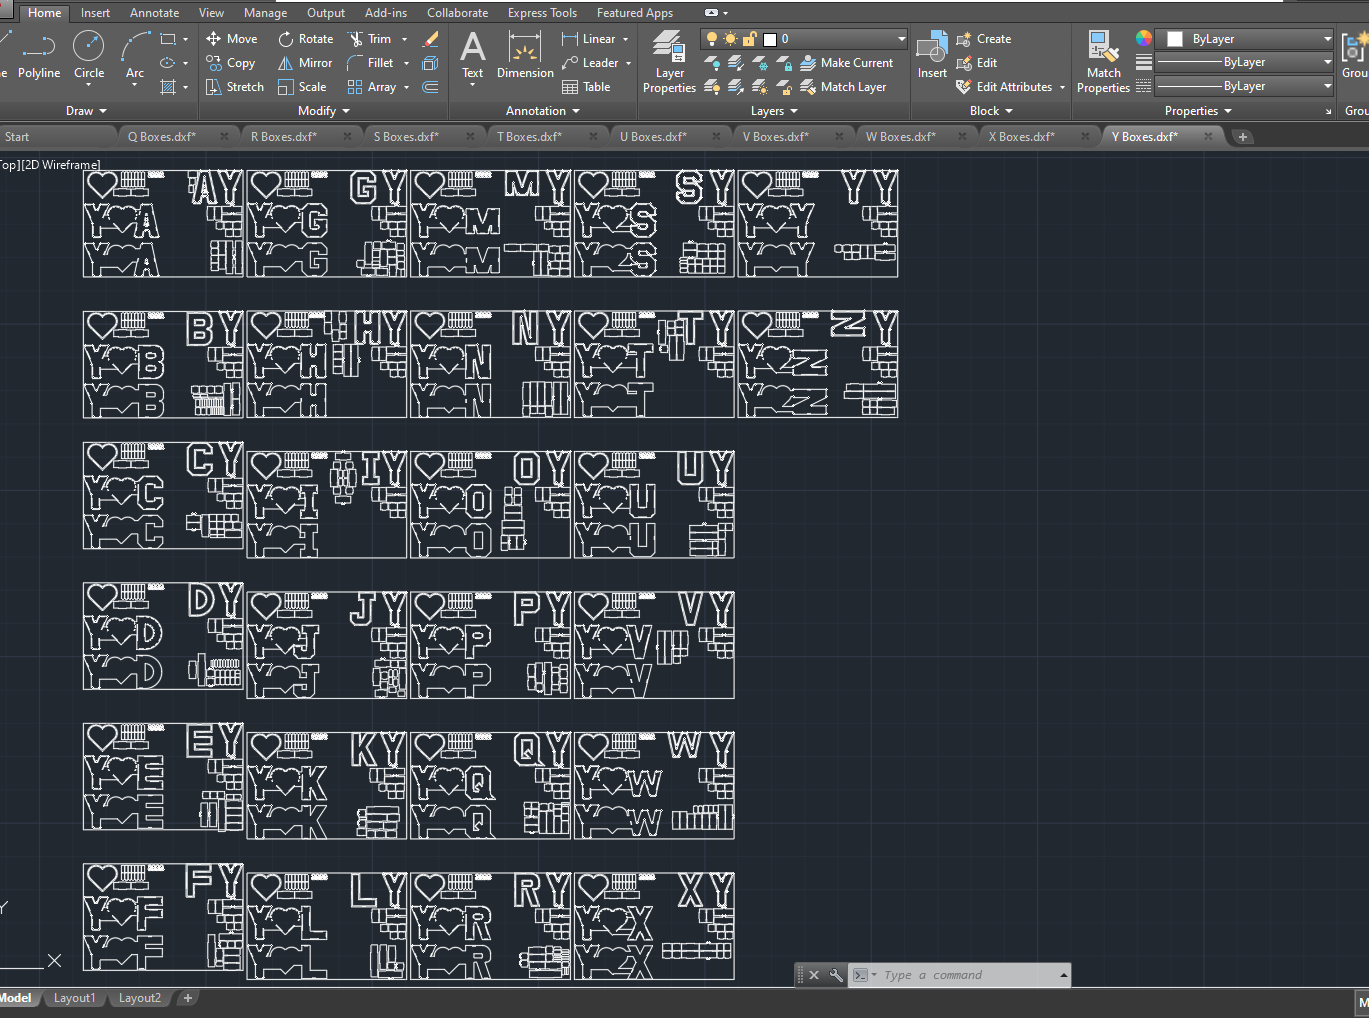 Home Insert Annotate View Manage Output Add-ins Collaborate Express Tools Featured Apps
Move Rotate Trim Linear 0 Create ByLayer
Polyline Circle Arc Copy Mirror Fillet Text Dimension Leader Layer Properties Make Current Insert Edit Match Properties ByLayer
Stretch Scale Array Table Match Layer Edit Attributes ByLayer
Draw Modify Annotation Layers Block Properties
Start Q Boxes.dxf* R Boxes.dxf* S Boxes.dxf* T Boxes.dxf* U Boxes.dxf* V Boxes.dxf* W Boxes.dxf* X Boxes.dxf* Y Boxes.dxf*
[2D Wireframe]
AY GY MY SY YY
Y A Y G Y M Y S Y Y
Y A Y G Y M Y S Y Y
BY HY NY TY ZY
Y B Y H Y N Y T Y Z
Y B Y H Y N Y T Y Z
CY IY OY UY
Y C Y I Y O Y U
Y C Y I Y O Y U
DY JY PY VY
Y D Y J Y P Y V
Y D Y J Y P Y V
EY KY QY WY
Y E Y K Y Q Y W
Y E Y K Y Q Y W
FY LY RY XY
Y F Y L Y R Y X
Y F Y L Y R Y X
Y
X
Type a command
Model Layout1 Layout2